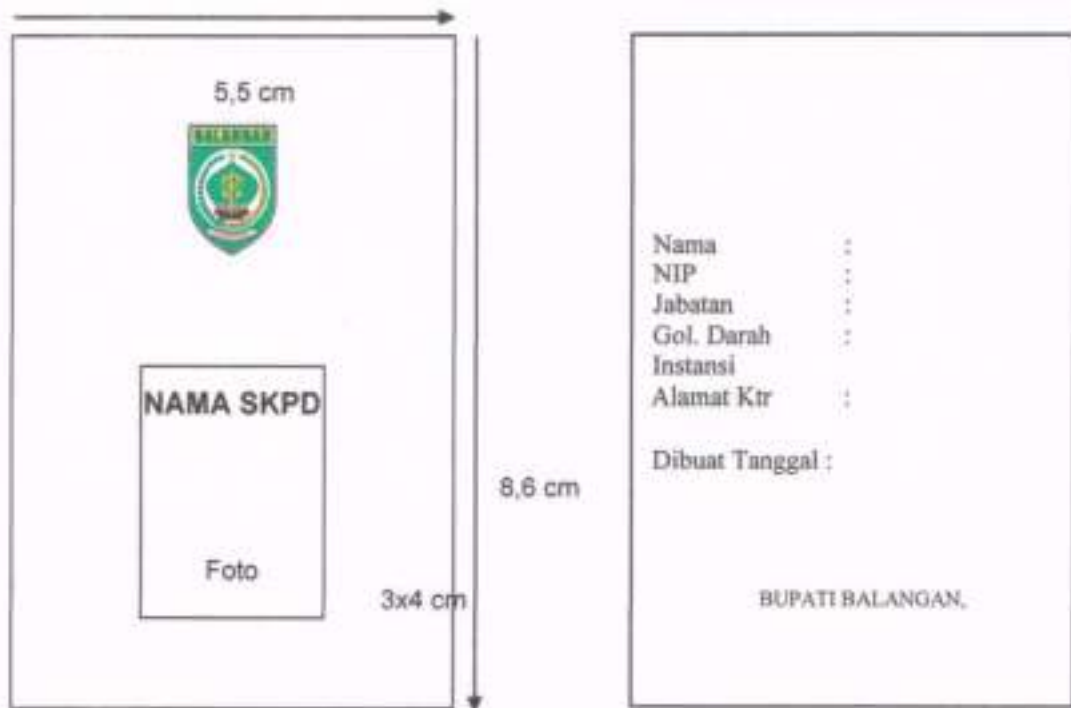 5,5 cm
BALANGAN
NAMA SKPD
Foto
8,6 cm
3x4 cm
Nama :
NIP :
Jabatan :
Gol. Darah :
Instansi
Alamat Ktr :
Dibuat Tanggal :
BUPATI BALANGAN,